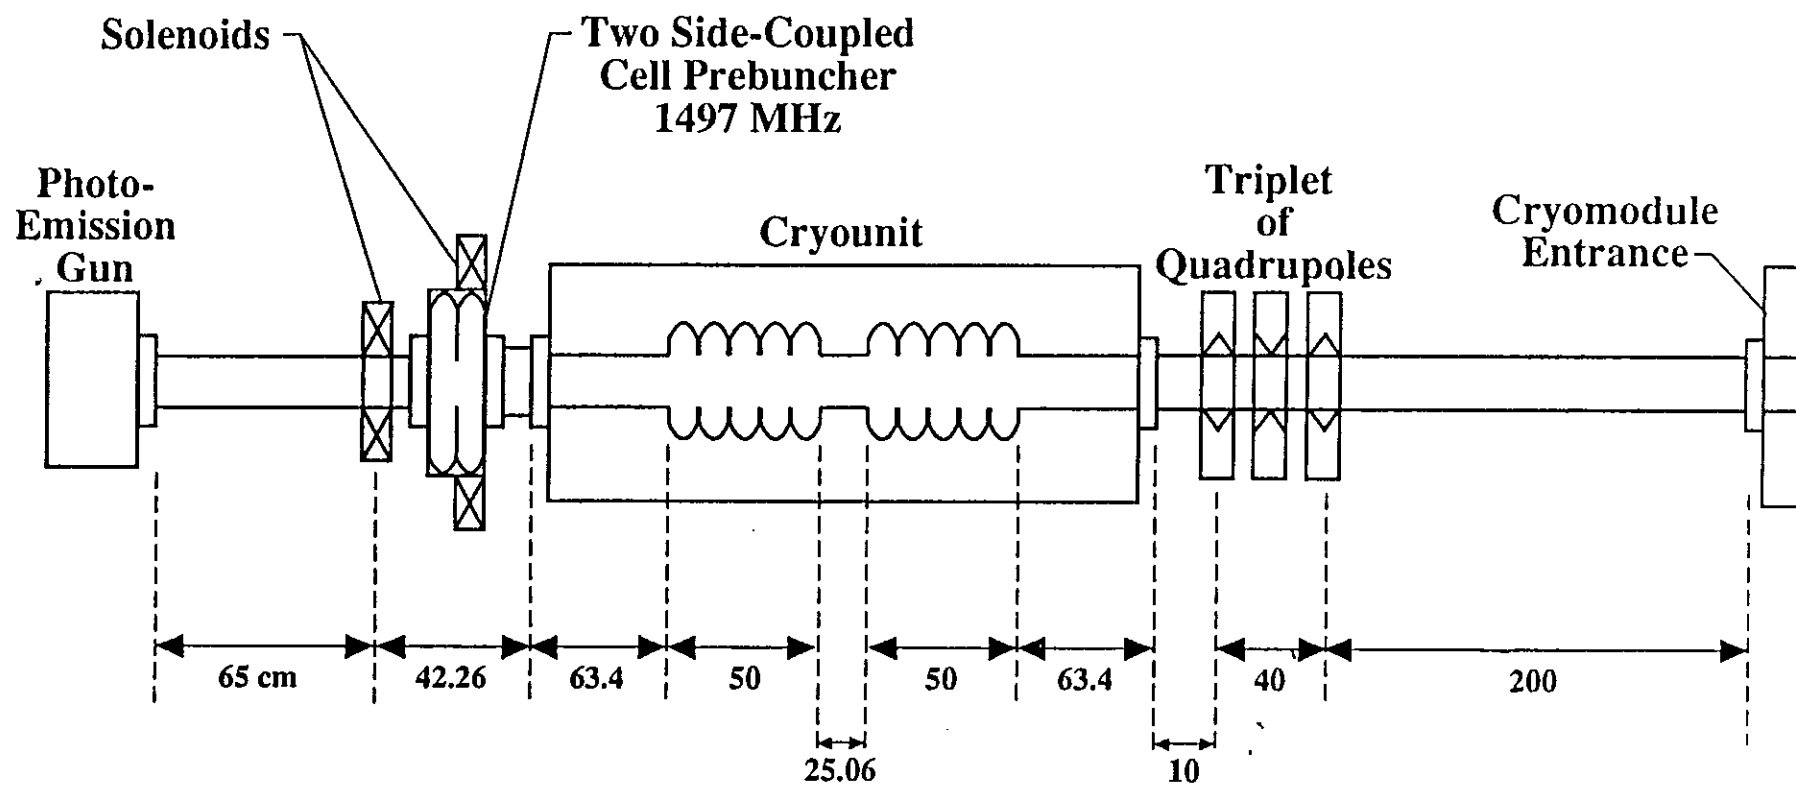 Solenoids
Two Side-Coupled
Cell Prebuncher
1497 MHz
Photo-
Emission
Gun
Cryounit
Triplet
of
Quadrupoles
Cryomodule
Entrance
65 cm
42.26
63.4
50
50
63.4
40
200
25.06
10